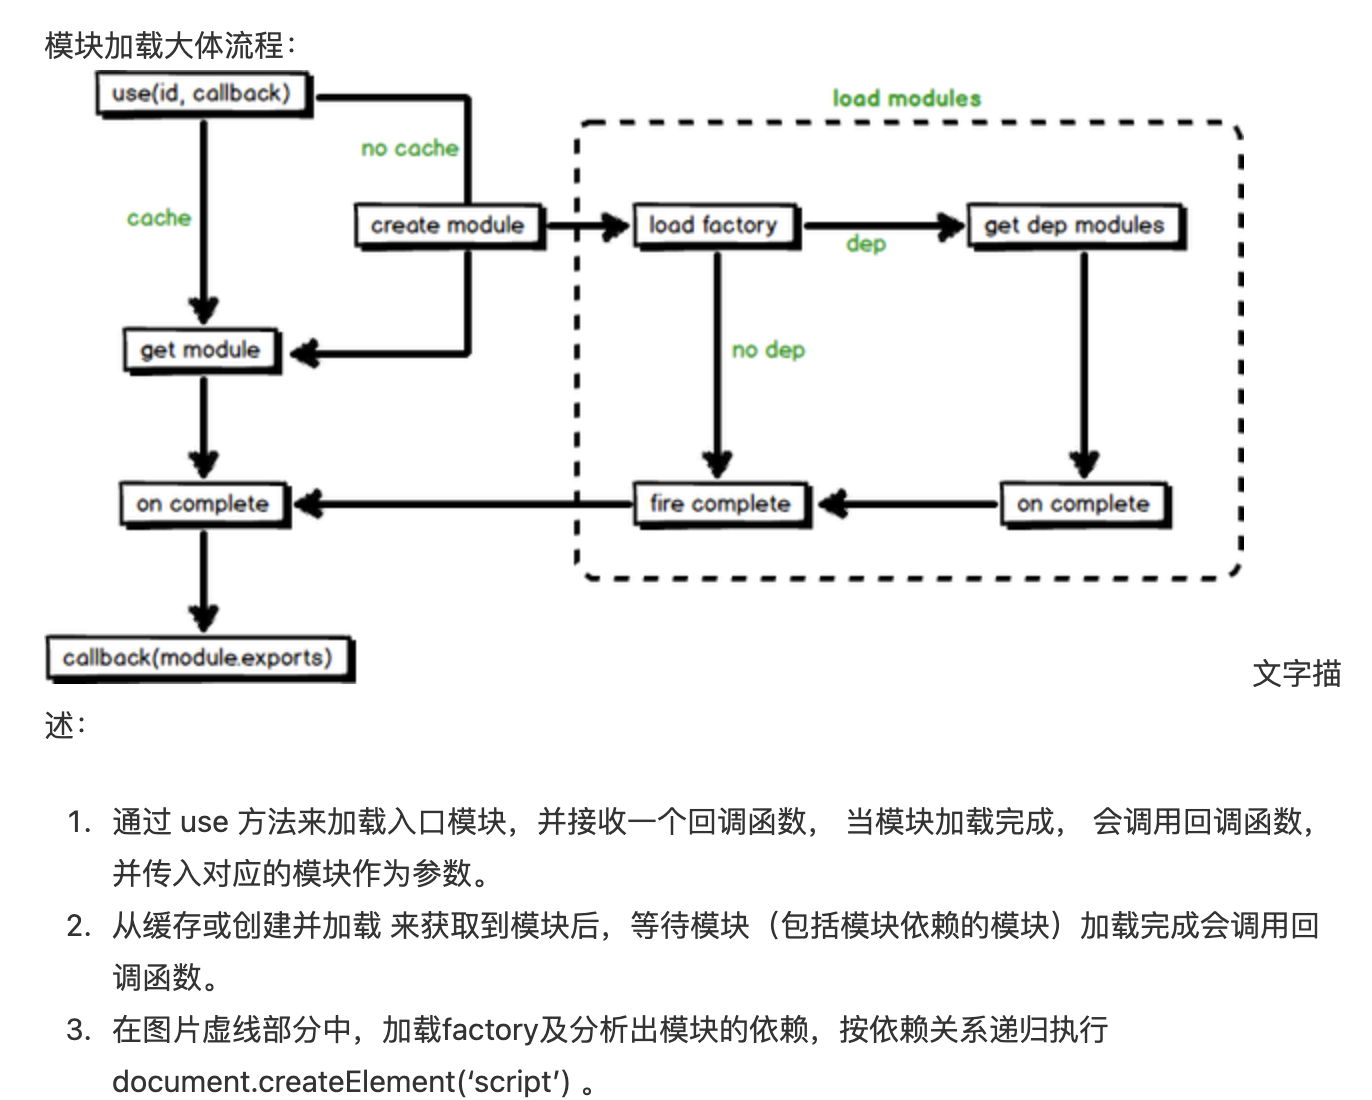 模块加载大体流程：
use(id, callback)
load modules
no cache
cache
create module
load factory
get dep modules
dep
get module
no dep
on complete
fire complete
on complete
callback(module.exports)
文字描
述：
1. 通过 use 方法来加载入口模块，并接收一个回调函数， 当模块加载完成， 会调用回调函数，
并传入对应的模块作为参数。
2. 从缓存或创建并加载 来获取到模块后，等待模块（包括模块依赖的模块）加载完成会调用回
调函数。
3. 在图片虚线部分中，加载factory及分析出模块的依赖，按依赖关系递归执行
document.createElement(‘script’) 。